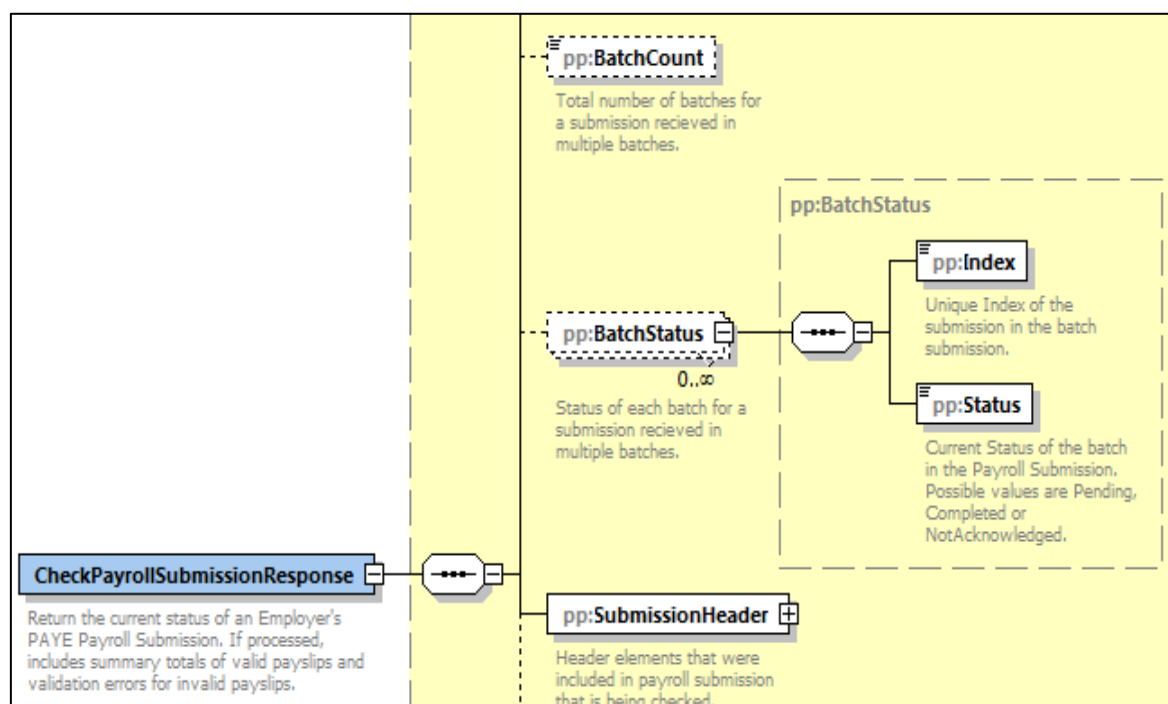 pp:BatchCount
Total number of batches for
a submission recieved in
multiple batches.
pp:BatchStatus
pp:Index
Unique Index of the
submission in the batch
submission.
pp:BatchStatus
0..∞
Status of each batch for a
submission recieved in
multiple batches.
pp:Status
Current Status of the batch
in the Payroll Submission.
Possible values are Pending,
Completed or
NotAcknowledged.
CheckPayrollSubmissionResponse
Return the current status of an Employer's
PAYE Payroll Submission. If processed,
includes summary totals of valid payslips and
validation errors for invalid payslips.
pp:SubmissionHeader
Header elements that were
included in payroll submission
that is being checked.